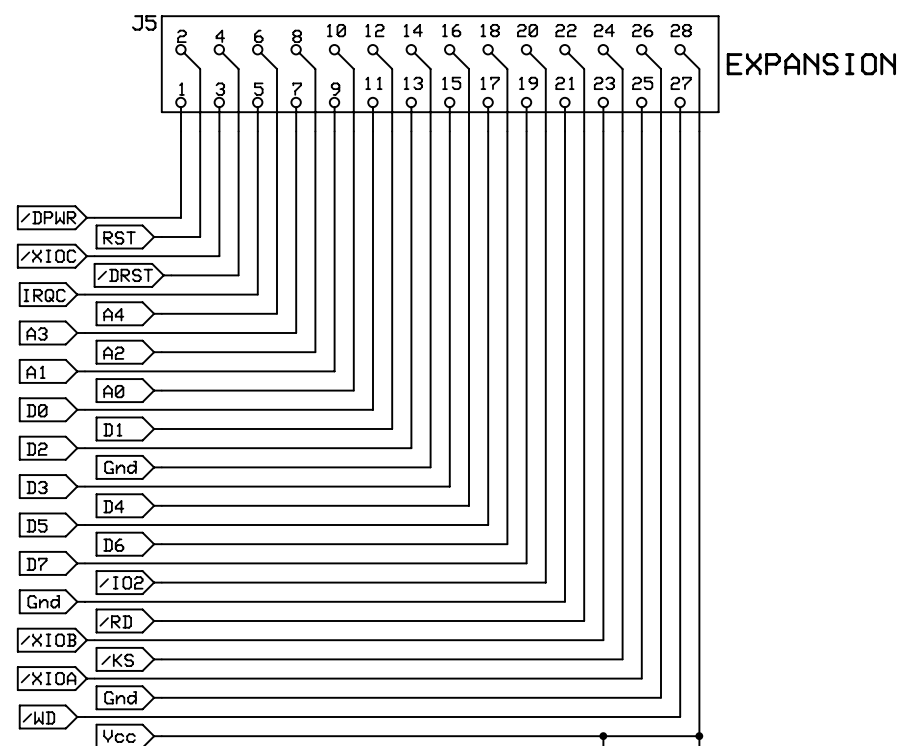 J5
2 4 6 8 10 12 14 16 18 20 22 24 26 28
EXPANSION
1 3 5 7 9 11 13 15 17 19 21 23 25 27
/DPWR
RST
/XIOC
/DRST
IRQC
A4
A3
A2
A1
A0
D0
D1
D2
Gnd
D3
D4
D5
D6
D7
/IO2
Gnd
/RD
/XIOB
/KS
/XIOA
Gnd
/WD
Vcc